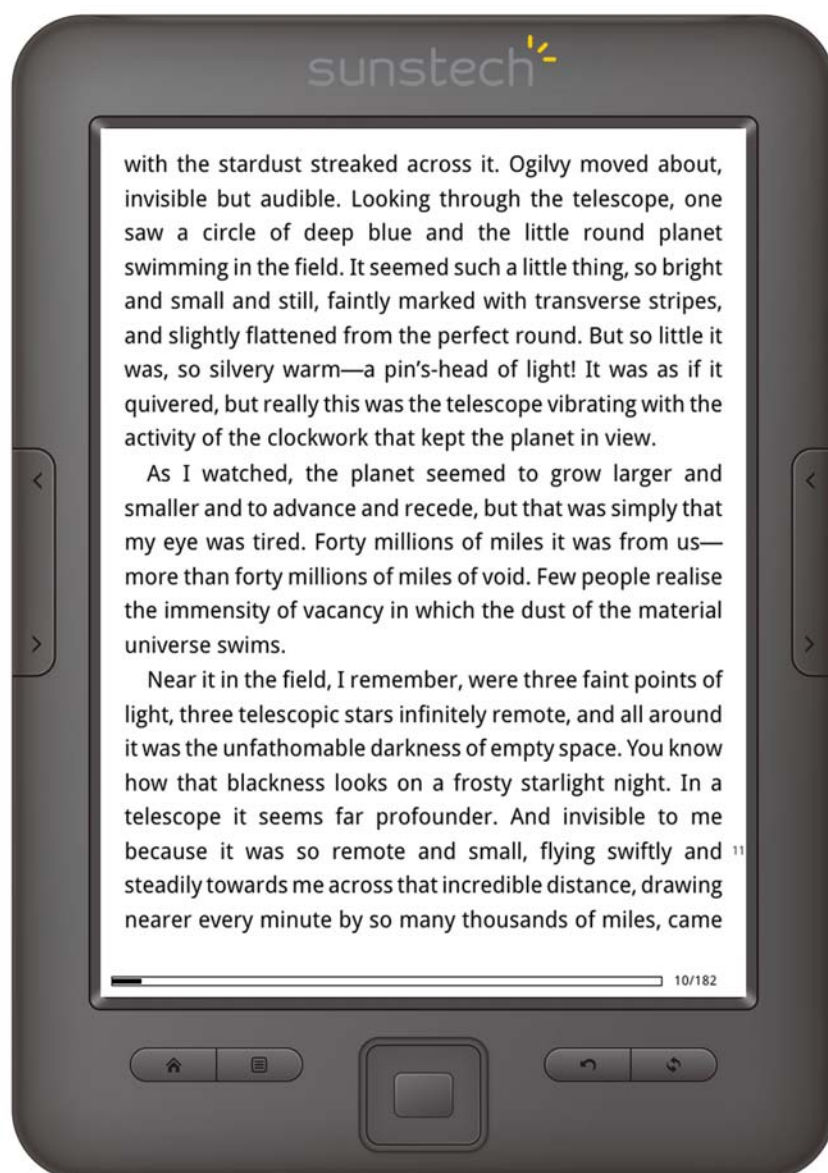 sunstech
with the stardust streaked across it. Ogilvy moved about,
invisible but audible. Looking through the telescope, one
saw a circle of deep blue and the little round planet
swimming in the field. It seemed such a little thing, so bright
and small and still, faintly marked with transverse stripes,
and slightly flattened from the perfect round. But so little it
was, so silvery warm—a pin’s-head of light! It was as if it
quivered, but really this was the telescope vibrating with the
activity of the clockwork that kept the planet in view.
As I watched, the planet seemed to grow larger and
smaller and to advance and recede, but that was simply that
my eye was tired. Forty millions of miles it was from us—
more than forty millions of miles of void. Few people realise
the immensity of vacancy in which the dust of the material
universe swims.
Near it in the field, I remember, were three faint points of
light, three telescopic stars infinitely remote, and all around
it was the unfathomable darkness of empty space. You know
how that blackness looks on a frosty starlight night. In a
telescope it seems far profounder. And invisible to me
because it was so remote and small, flying swiftly and 11
steadily towards me across that incredible distance, drawing
nearer every minute by so many thousands of miles, came
10/182